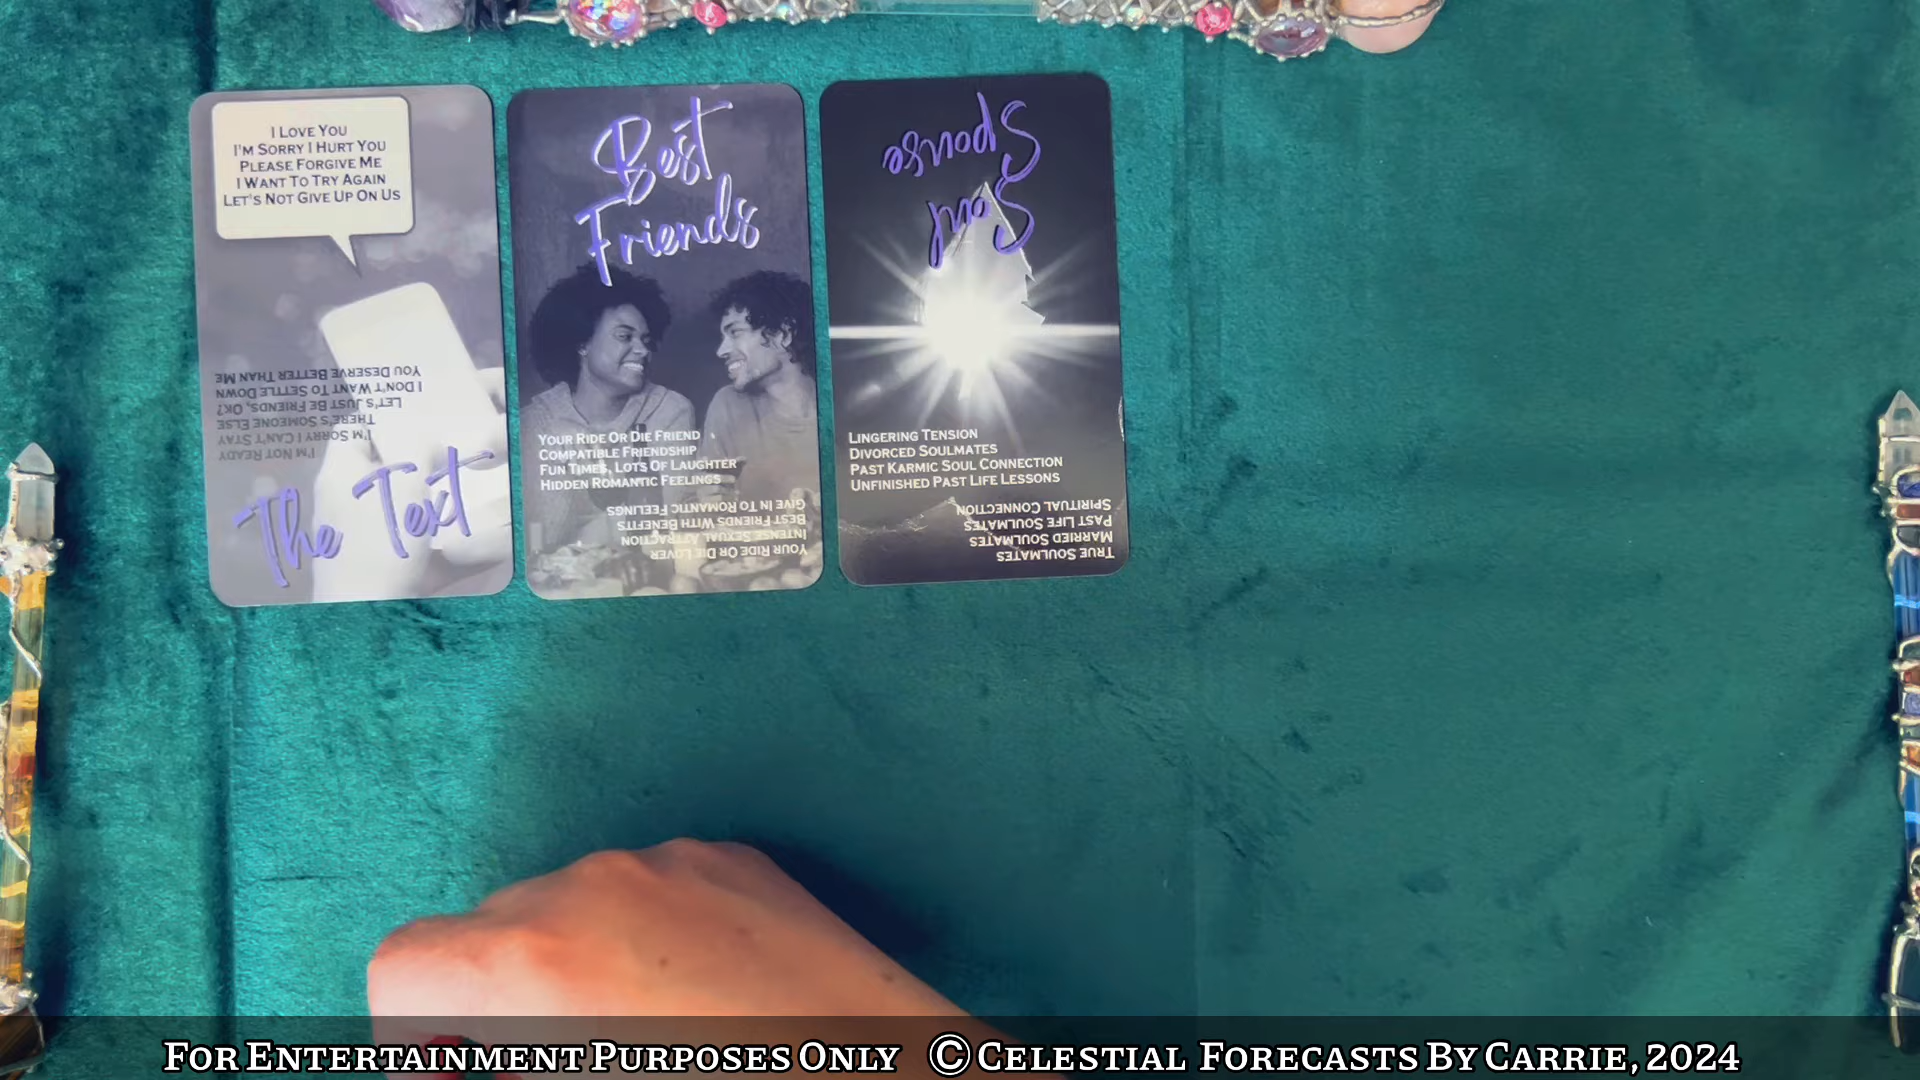 I LOVE YOU
I'M SORRY I HURT YOU
PLEASE FORGIVE ME
I WANT TO TRY AGAIN
LET'S NOT GIVE UP ON US
I'M NOT READY
I'M SORRY I CAN'T STAY
THERE'S SOMEONE ELSE
LET'S JUST BE FRIENDS, OK?
I DON'T WANT TO SETTLE DOWN
YOU DESERVE BETTER THAN ME
The Text
Best
Friends
YOUR RIDE OR DIE FRIEND
COMPATIBLE FRIENDSHIP
FUN TIMES, LOTS OF LAUGHTER
HIDDEN ROMANTIC FEELINGS
YOUR RIDE OR DIE LOVER
INTENSE SEXUAL ATTRACTION
BEST FRIENDS WITH BENEFITS
GIVE IN TO ROMANTIC FEELINGS
Soul
Spouse
LINGERING TENSION
DIVORCED SOULMATES
PAST KARMIC SOUL CONNECTION
UNFINISHED PAST LIFE LESSONS
TRUE SOULMATES
MARRIED SOULMATES
PAST LIFE SOULMATES
SPIRITUAL CONNECTION
FOR ENTERTAINMENT PURPOSES ONLY © CELESTIAL FORECASTS BY CARRIE, 2024